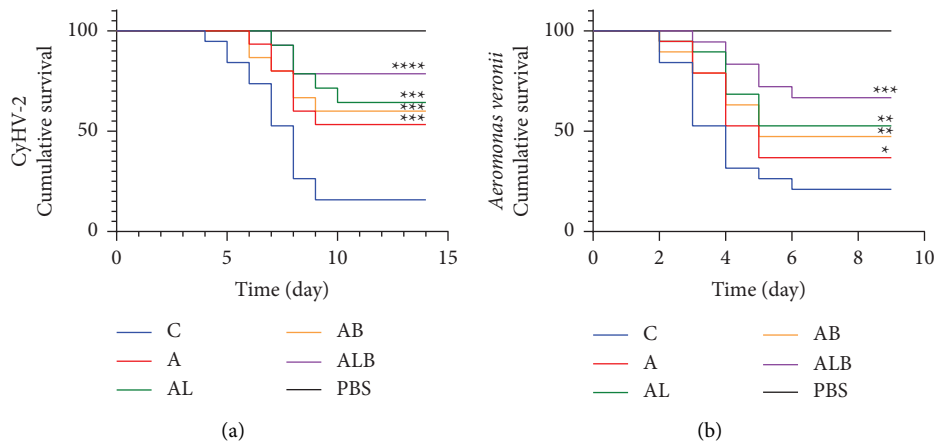 CyHV-2
Cumulative survival
100
50
0
****
***
***
***
0 5 10 15
Time (day)
C AB
A ALB
AL PBS
(a)
Aeromonas veronii
Cumulative survival
100
50
0
***
**
**
*
0 2 4 6 8 10
Time (day)
C AB
A ALB
AL PBS
(b)